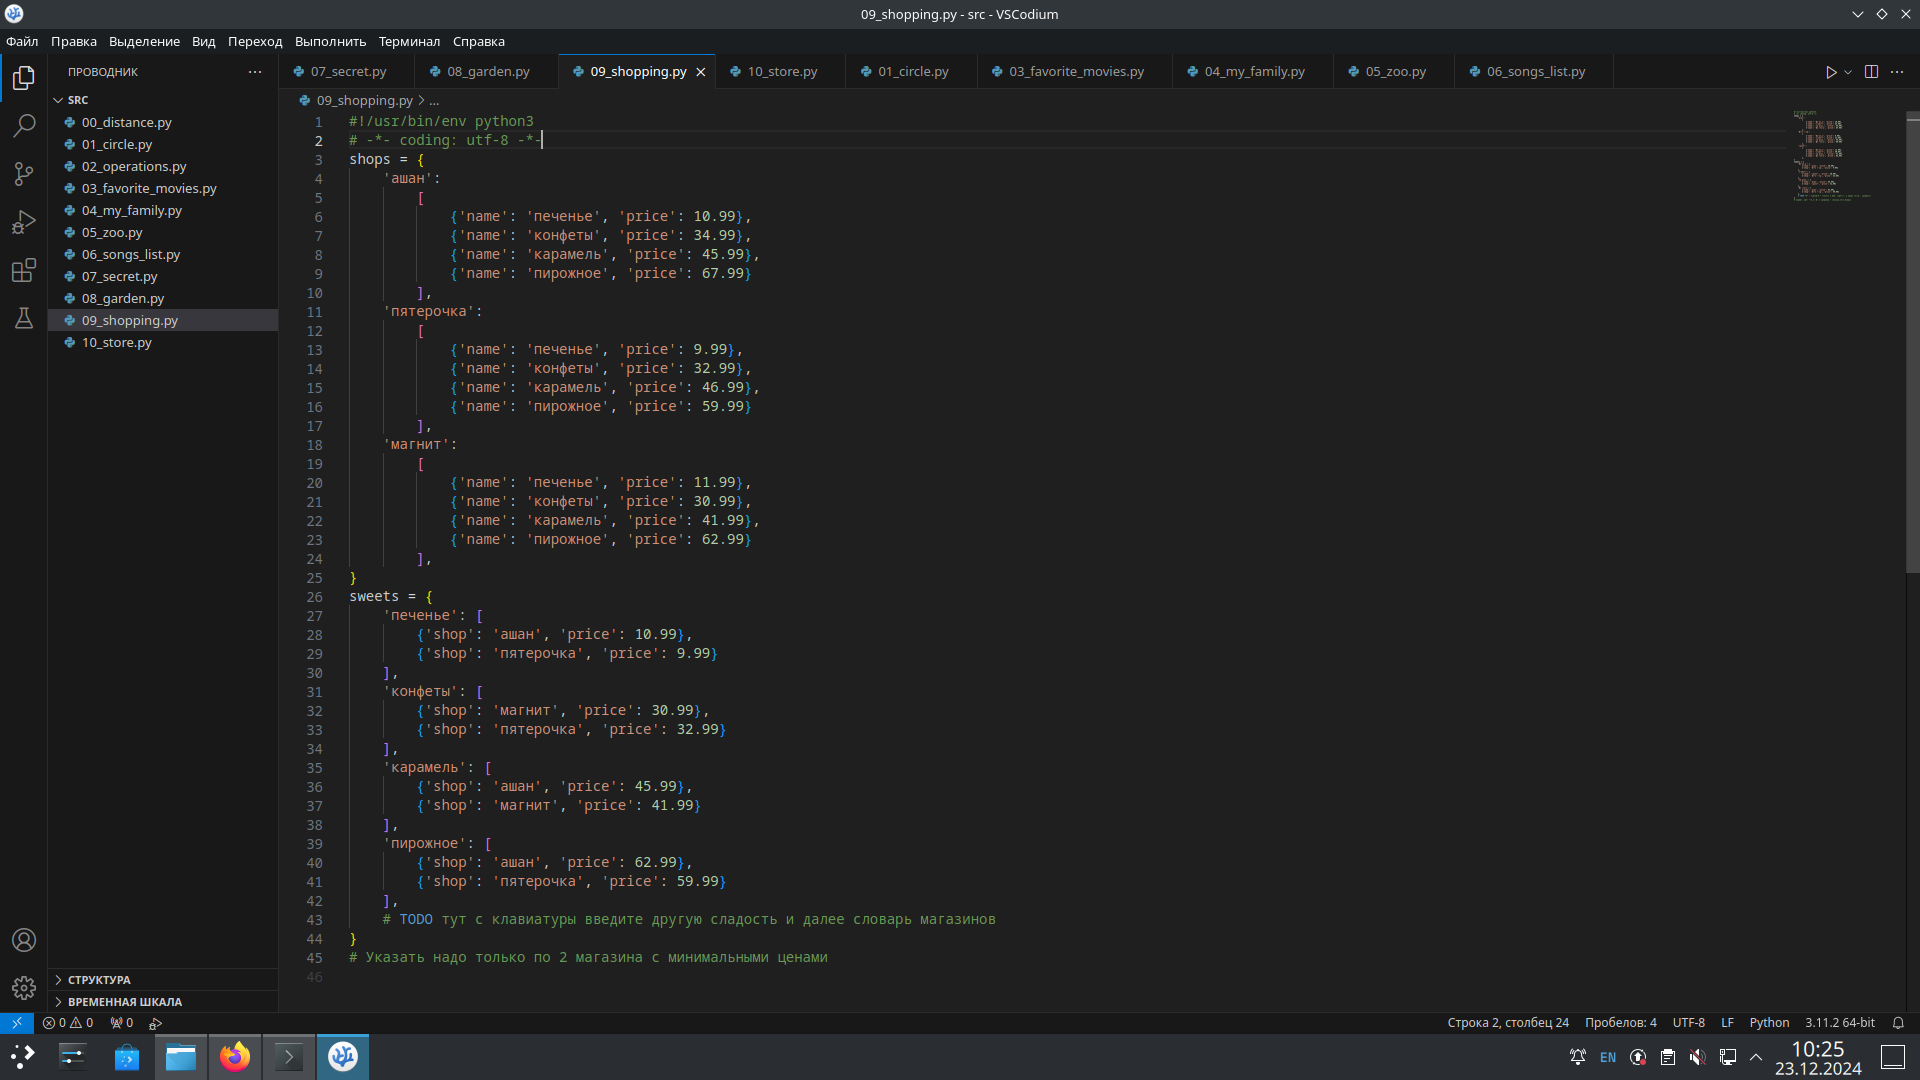 09_shopping.py - src - VSCodium
Файл Правка Выделение Вид Переход Выполнить Терминал Справка
ПРОВОДНИК
07_secret.py 08_garden.py 09_shopping.py 10_store.py 01_circle.py 03_favorite_movies.py 04_my_family.py 05_zoo.py 06_songs_list.py
SRC
00_distance.py
01_circle.py
02_operations.py
03_favorite_movies.py
04_my_family.py
05_zoo.py
06_songs_list.py
07_secret.py
08_garden.py
09_shopping.py
10_store.py
СТРУКТУРА
ВРЕМЕННАЯ ШКАЛА
09_shopping.py > ...
1 #!/usr/bin/env python3
2 # -*- coding: utf-8 -*-
3 shops = {
4 'ашан':
5 [
6 {'name': 'печенье', 'price': 10.99},
7 {'name': 'конфеты', 'price': 34.99},
8 {'name': 'карамель', 'price': 45.99},
9 {'name': 'пирожное', 'price': 67.99}
10 ],
11 'пятерочка':
12 [
13 {'name': 'печенье', 'price': 9.99},
14 {'name': 'конфеты', 'price': 32.99},
15 {'name': 'карамель', 'price': 46.99},
16 {'name': 'пирожное', 'price': 59.99}
17 ],
18 'магнит':
19 [
20 {'name': 'печенье', 'price': 11.99},
21 {'name': 'конфеты', 'price': 30.99},
22 {'name': 'карамель', 'price': 41.99},
23 {'name': 'пирожное', 'price': 62.99}
24 ],
25 }
26 sweets = {
27 'печенье': [
28 {'shop': 'ашан', 'price': 10.99},
29 {'shop': 'пятерочка', 'price': 9.99}
30 ],
31 'конфеты': [
32 {'shop': 'магнит', 'price': 30.99},
33 {'shop': 'пятерочка', 'price': 32.99}
34 ],
35 'карамель': [
36 {'shop': 'ашан', 'price': 45.99},
37 {'shop': 'магнит', 'price': 41.99}
38 ],
39 'пирожное': [
40 {'shop': 'ашан', 'price': 62.99},
41 {'shop': 'пятерочка', 'price': 59.99}
42 ],
43 # TODO тут с клавиатуры введите другую сладость и далее словарь магазинов
44 }
45 # Указать надо только по 2 магазина с минимальными ценами
46
0 0 0 Строка 2, столбец 24 Пробелов: 4 UTF-8 LF Python 3.11.2 64-bit
EN
10:25
23.12.2024